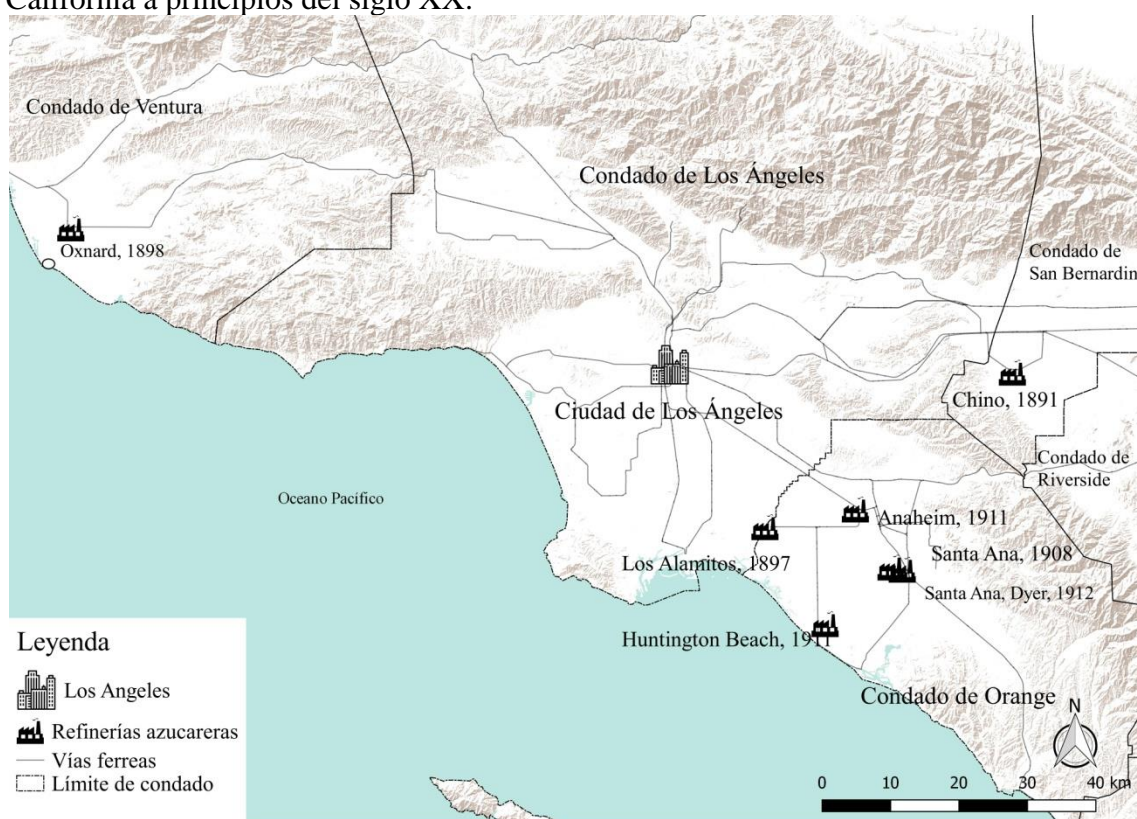 California a principios del siglo XX.
Condado de Ventura
Condado de Los Ángeles
Oxnard, 1898
Condado de
San Bernardin
Chino, 1891
Ciudad de Los Ángeles
Condado de
Riverside
Oceano Pacífico
Anaheim, 1911
Los Alamitos, 1897
Santa Ana, 1908
Santa Ana, Dyer, 1912
Huntington Beach, 1911
Condado de Orange
Leyenda
Los Angeles
Refinerías azucareras
Vías ferreas
Límite de condado
N
0 10 20 30 40 km